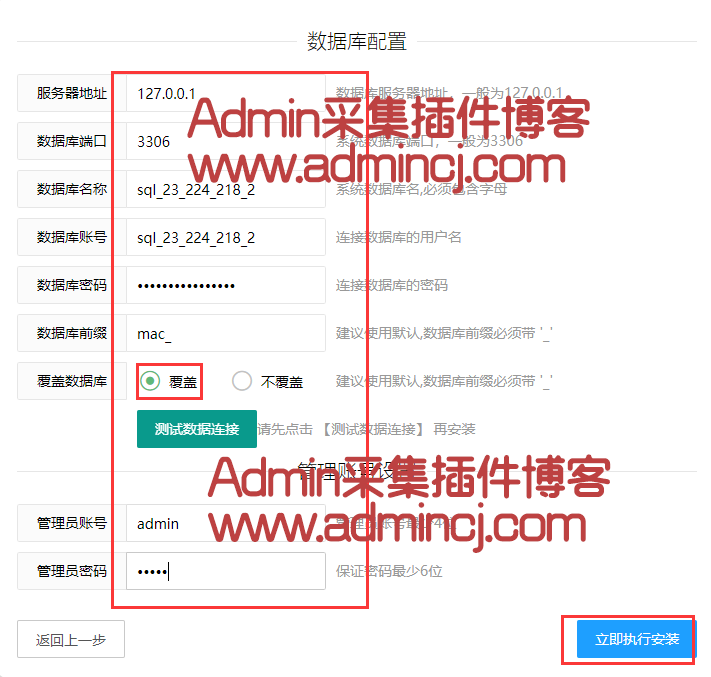 数据库配置
服务器地址 127.0.0.1 数据库服务器地址，一般为127.0.0.1
Admin采集插件博客
数据库端口 3306 系统数据库端口，一般为3306
www.admincj.com
数据库名称 sql_23_224_218_2 系统数据库名,必须包含字母
数据库账号 sql_23_224_218_2 连接数据库的用户名
数据库密码 •••••••••••••••• 连接数据库的密码
数据库前缀 mac_ 建议使用默认,数据库前缀必须带 '_'
覆盖数据库 覆盖 不覆盖 建议使用默认,数据库前缀必须带 '_'
测试数据连接 请先点击 【测试数据连接】 再安装
管理账号设置
Admin采集插件博客
管理员账号 admin 管理员账号最少4位
www.admincj.com
管理员密码 ••••• 保证密码最少6位
返回上一步 立即执行安装